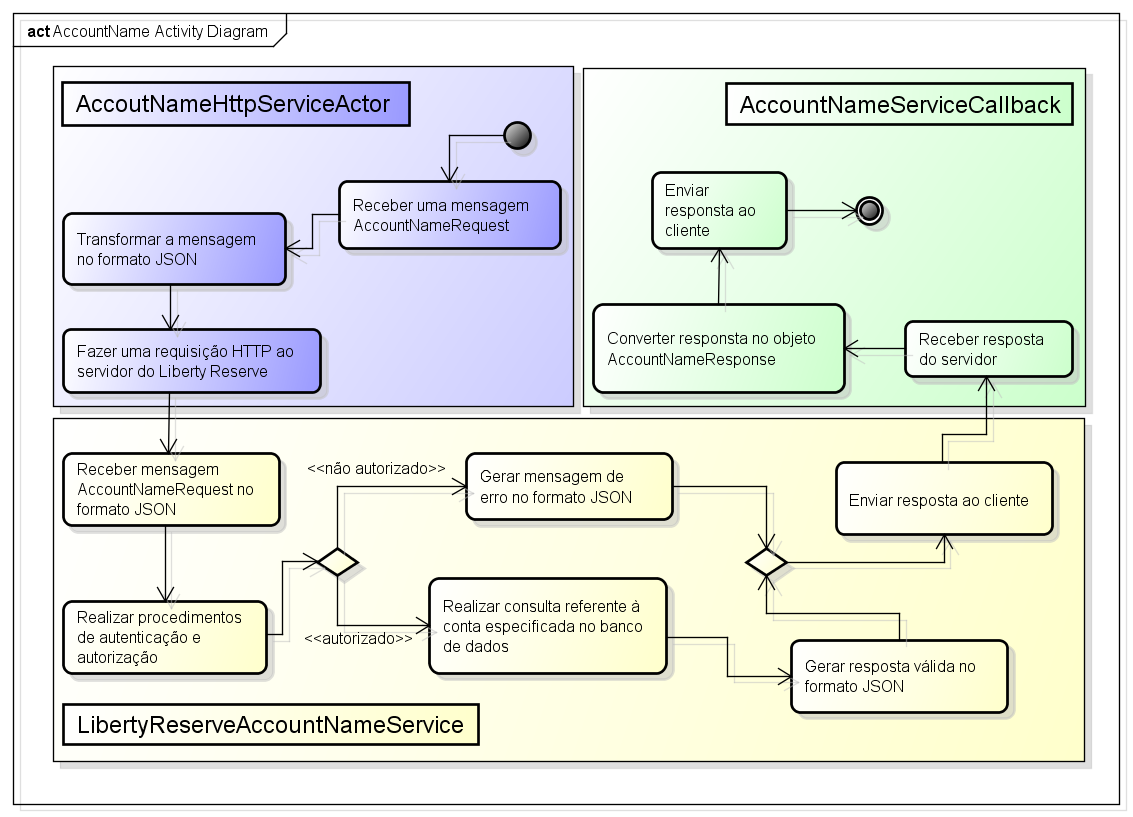 act AccountName Activity Diagram
AccoutNameHttpServiceActor
Receber uma mensagem
AccountNameRequest
Transformar a mensagem
no formato JSON
Fazer uma requisição HTTP ao
servidor do Liberty Reserve
AccountNameServiceCallback
Enviar
responsta ao
cliente
Converter responsta no objeto
AccountNameResponse
Receber resposta
do servidor
Receber mensagem
AccountNameRequest no
formato JSON
<<não autorizado>>
Gerar mensagem de
erro no formato JSON
Enviar resposta ao cliente
Realizar procedimentos
de autenticação e
autorização
<<autorizado>>
Realizar consulta referente à
conta especificada no banco
de dados
Gerar resposta válida no
formato JSON
LibertyReserveAccountNameService